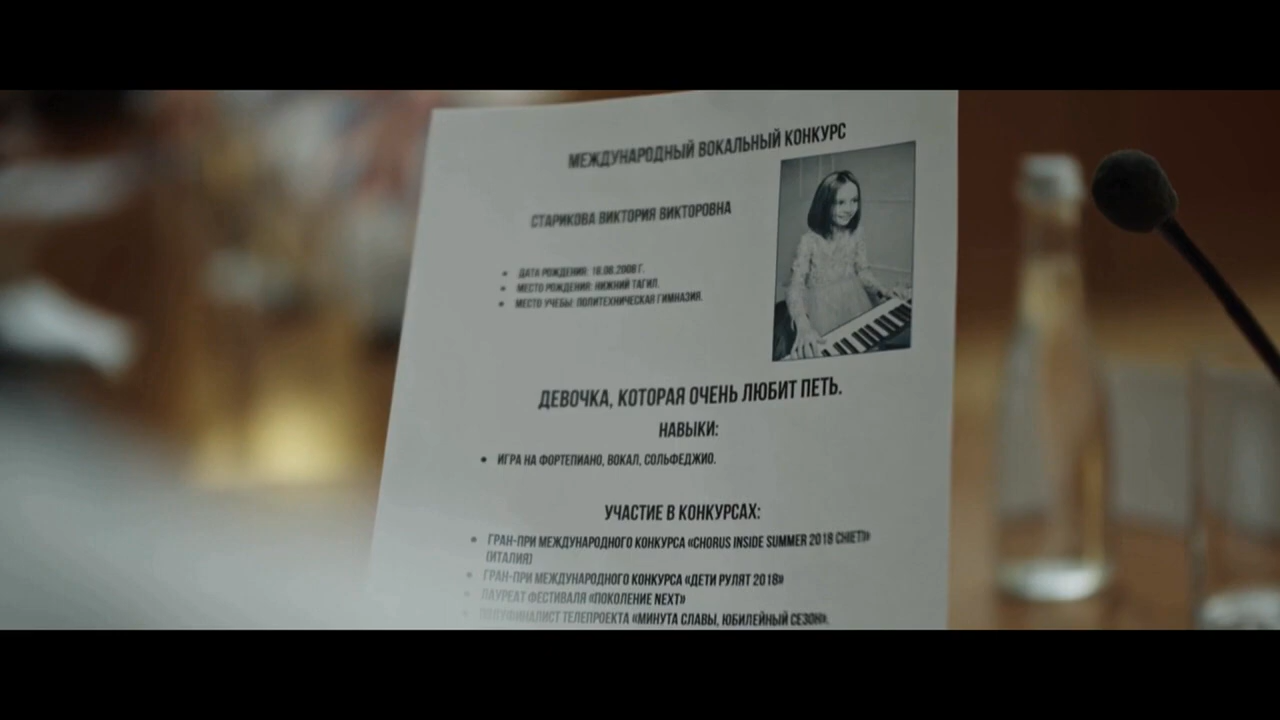 МЕЖДУНАРОДНЫЙ ВОКАЛЬНЫЙ КОНКУРС
СТАРИКОВА ВИКТОРИЯ ВИКТОРОВНА
• ДАТА РОЖДЕНИЯ: 18.08.2008 Г.
• МЕСТО РОЖДЕНИЯ: НИЖНИЙ ТАГИЛ.
• МЕСТО УЧЕБЫ: ПОЛИТЕХНИЧЕСКАЯ ГИМНАЗИЯ.
ДЕВОЧКА, КОТОРАЯ ОЧЕНЬ ЛЮБИТ ПЕТЬ.
НАВЫКИ:
• ИГРА НА ФОРТЕПИАНО, ВОКАЛ, СОЛЬФЕДЖИО.
УЧАСТИЕ В КОНКУРСАХ:
• ГРАН-ПРИ МЕЖДУНАРОДНОГО КОНКУРСА «CHORUS INSIDE SUMMER 2018 CHIETI»
(ИТАЛИЯ)
• ГРАН-ПРИ МЕЖДУНАРОДНОГО КОНКУРСА «ДЕТИ РУЛЯТ 2018»
• ЛАУРЕАТ ФЕСТИВАЛЯ «ПОКОЛЕНИЕ NEXT»
• ПОЛУФИНАЛИСТ ТЕЛЕПРОЕКТА «МИНУТА СЛАВЫ, ЮБИЛЕЙНЫЙ СЕЗОН».